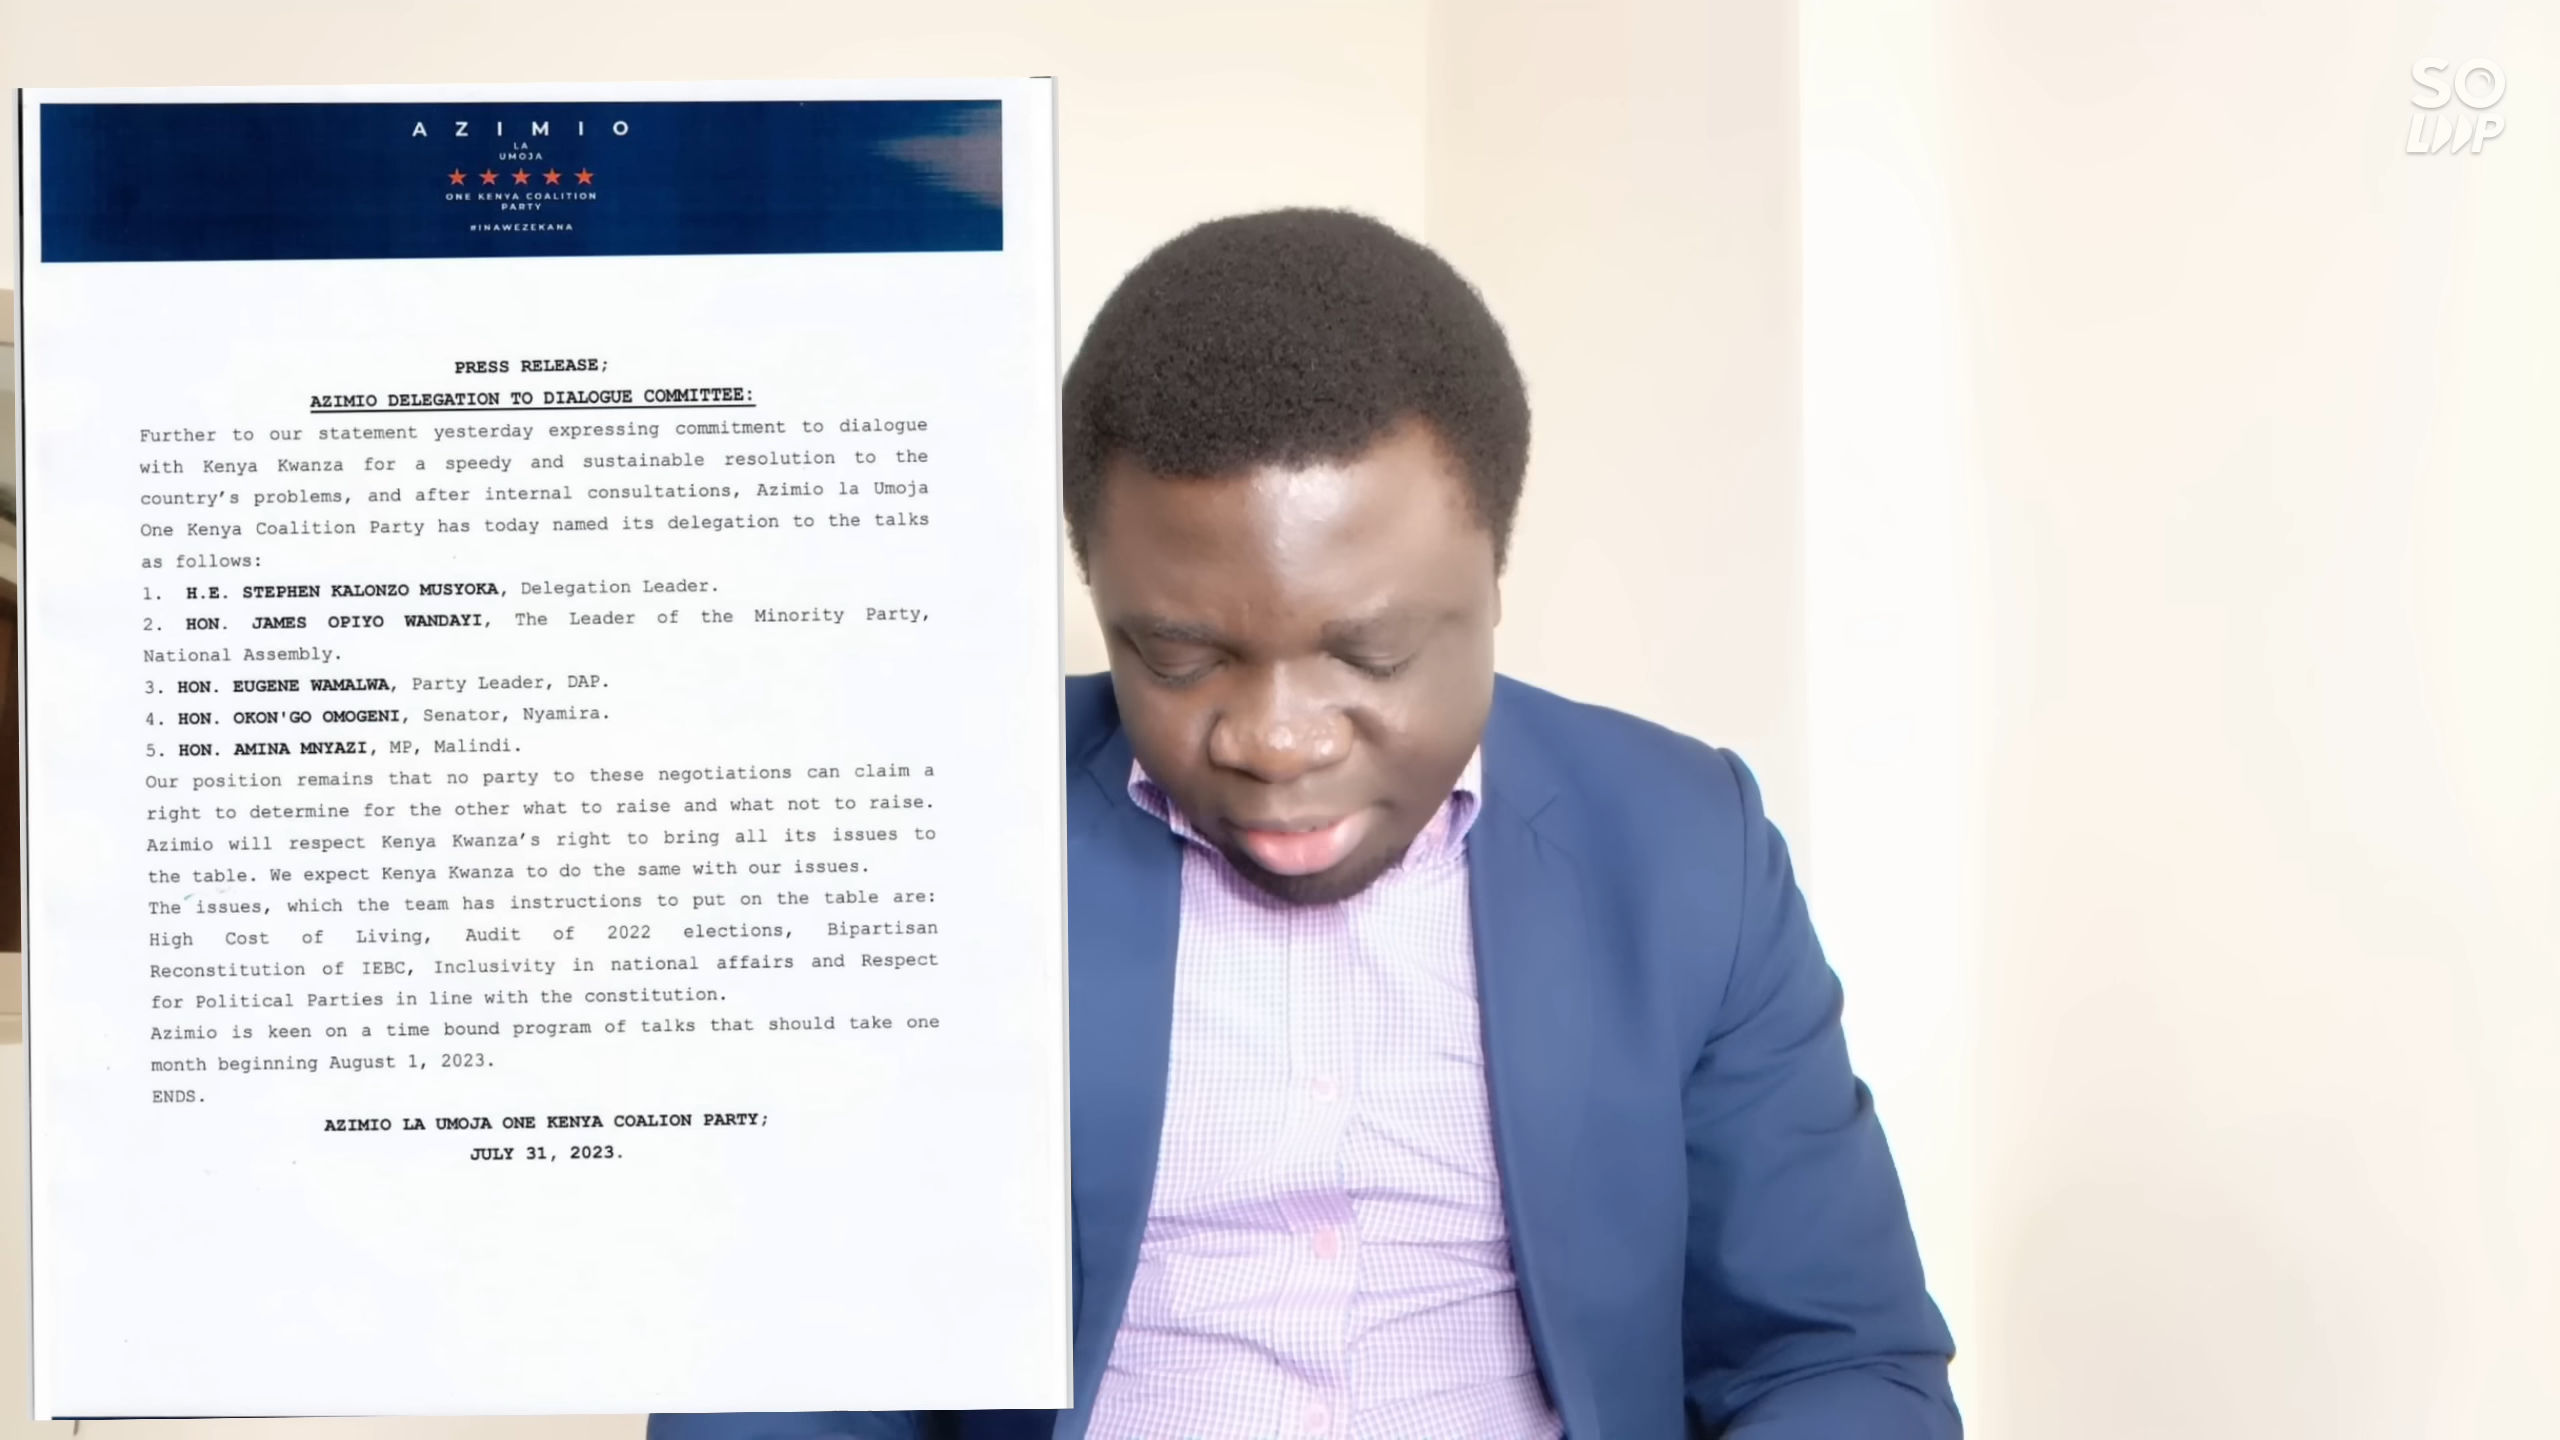 AZIMIO
LA
UMOJA
ONE KENYA COALITION
PARTY
#INAWEZEKANA
PRESS RELEASE;
AZIMIO DELEGATION TO DIALOGUE COMMITTEE:
Further to our statement yesterday expressing commitment to dialogue
with Kenya Kwanza for a speedy and sustainable resolution to the
country's problems, and after internal consultations, Azimio la Umoja
One Kenya Coalition Party has today named its delegation to the talks
as follows:
1. H.E. STEPHEN KALONZO MUSYOKA, Delegation Leader.
2. HON. JAMES OPIYO WANDAYI, The Leader of the Minority Party,
National Assembly.
3. HON. EUGENE WAMALWA, Party Leader, DAP.
4. HON. OKON'GO OMOGENI, Senator, Nyamira.
5. HON. AMINA MNYAZI, MP, Malindi.
Our position remains that no party to these negotiations can claim a
right to determine for the other what to raise and what not to raise.
Azimio will respect Kenya Kwanza's right to bring all its issues to
the table. We expect Kenya Kwanza to do the same with our issues.
The issues, which the team has instructions to put on the table are:
High Cost of Living, Audit of 2022 elections, Bipartisan
Reconstitution of IEBC, Inclusivity in national affairs and Respect
for Political Parties in line with the constitution.
Azimio is keen on a time bound program of talks that should take one
month beginning August 1, 2023.
ENDS.
AZIMIO LA UMOJA ONE KENYA COALION PARTY;
JULY 31, 2023.
SO
LOOP